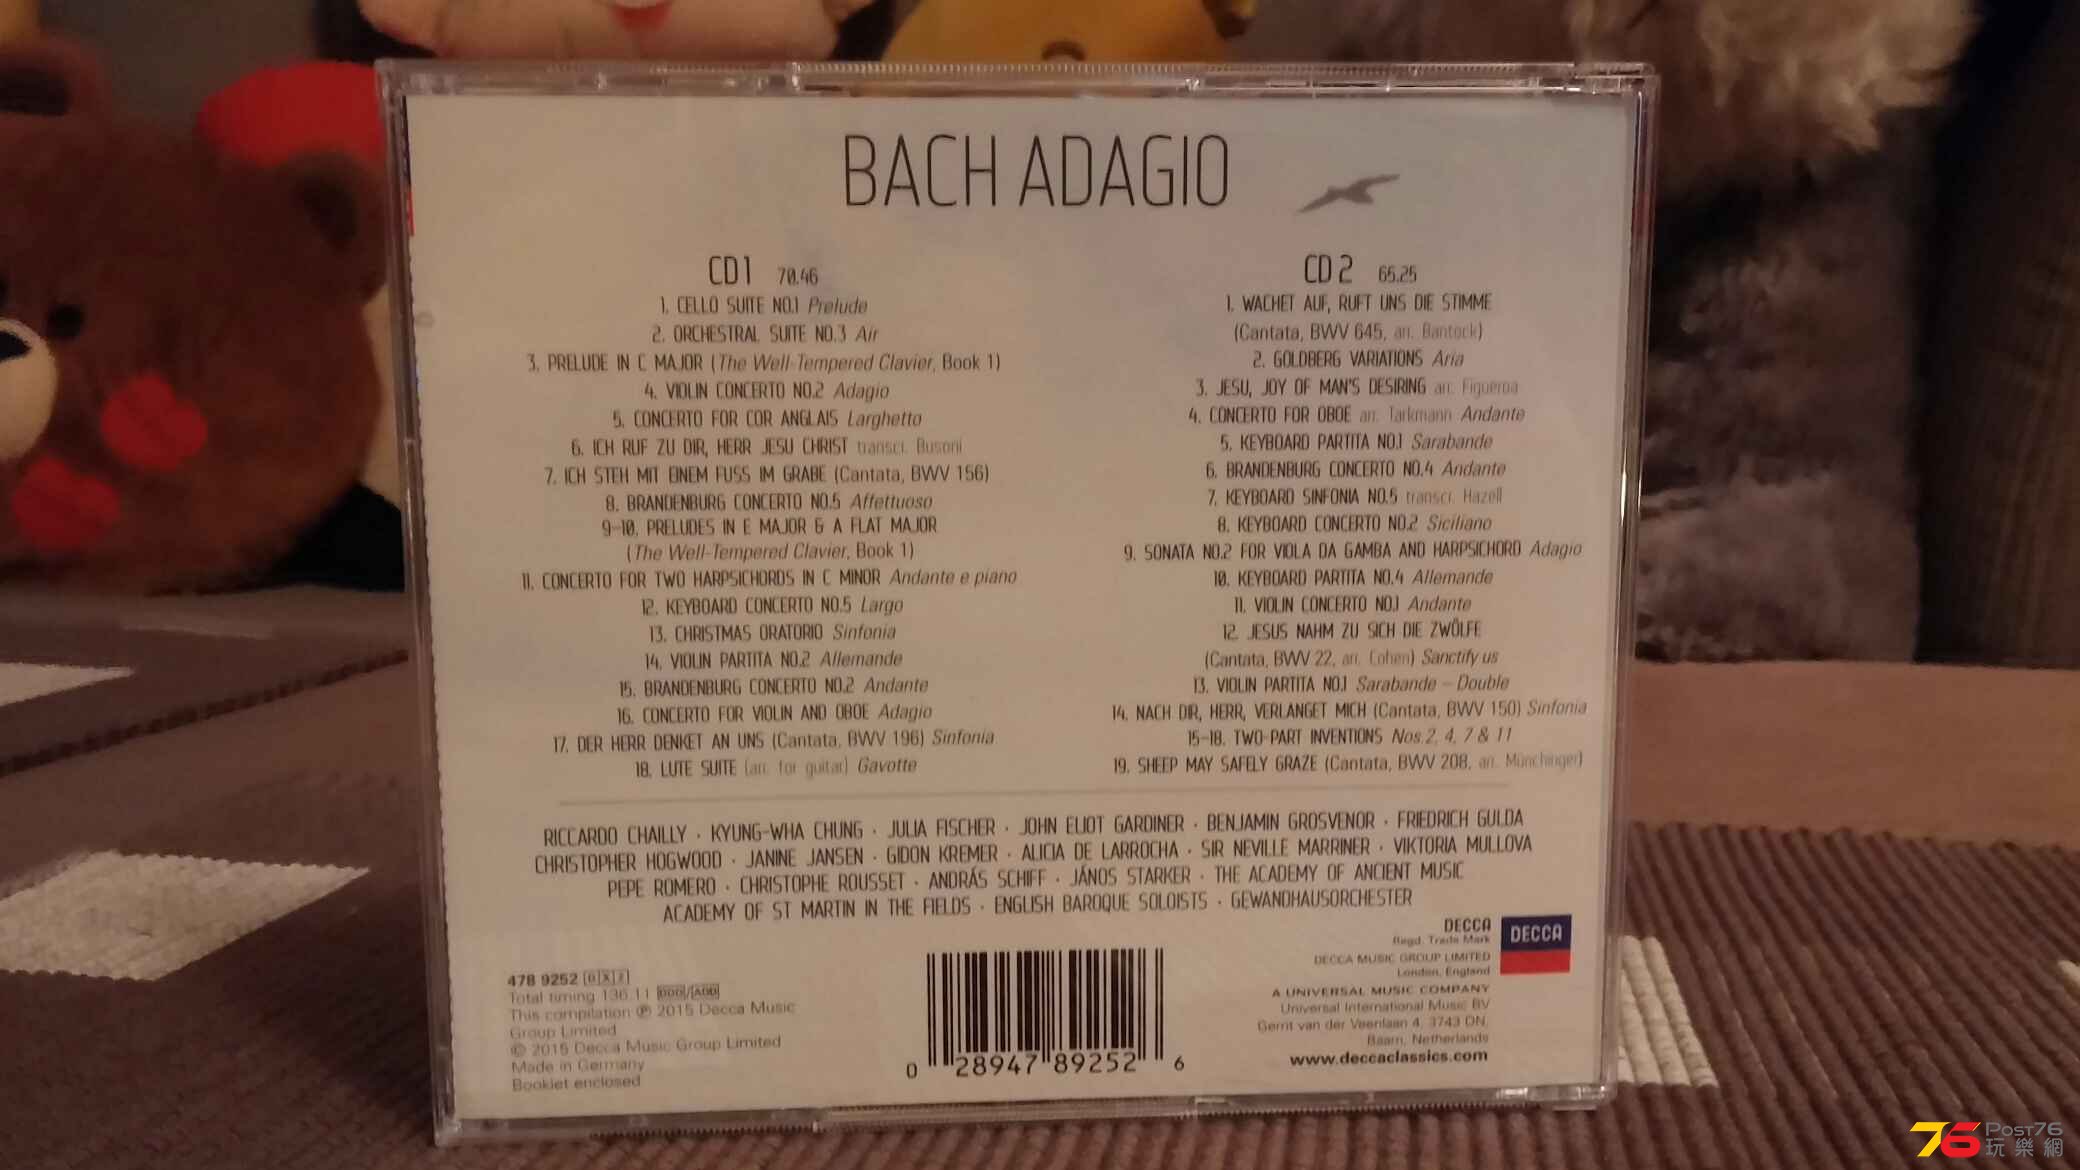 BACH ADAGIO
CD 1 70.46
1. CELLO SUITE NO.1 Prelude
2. ORCHESTRAL SUITE NO.3 Air
3. PRELUDE IN C MAJOR (The Well-Tempered Clavier, Book 1)
4. VIOLIN CONCERTO NO.2 Adagio
5. CONCERTO FOR COR ANGLAIS Larghetto
6. ICH RUF ZU DIR, HERR JESU CHRIST transcr. Busoni
7. ICH STEH MIT EINEM FUSS IM GRABE (Cantata, BWV 156)
8. BRANDENBURG CONCERTO NO.5 Affettuoso
9-10. PRELUDES IN E MAJOR & A FLAT MAJOR
(The Well-Tempered Clavier, Book 1)
11. CONCERTO FOR TWO HARPSICHORDS IN C MINOR Andante e piano
12. KEYBOARD CONCERTO NO.5 Largo
13. CHRISTMAS ORATORIO Sinfonia
14. VIOLIN PARTITA NO.2 Allemande
15. BRANDENBURG CONCERTO NO.2 Andante
16. CONCERTO FOR VIOLIN AND OBOE Adagio
17. DER HERR DENKET AN UNS (Cantata, BWV 196) Sinfonia
18. LUTE SUITE (arr. for guitar) Gavotte
CD 2 65.25
1. WACHET AUF, RUFT UNS DIE STIMME
(Cantata, BWV 645, arr. Bantock)
2. GOLDBERG VARIATIONS Aria
3. JESU, JOY OF MAN'S DESIRING arr. Figueroa
4. CONCERTO FOR OBOE arr. Tarkmann Andante
5. KEYBOARD PARTITA NO.1 Sarabande
6. BRANDENBURG CONCERTO NO.4 Andante
7. KEYBOARD SINFONIA NO.5 transcr. Hazell
8. KEYBOARD CONCERTO NO.2 Siciliano
9. SONATA NO.2 FOR VIOLA DA GAMBA AND HARPSICHORD Adagio
10. KEYBOARD PARTITA NO.4 Allemande
11. VIOLIN CONCERTO NO.1 Andante
12. JESUS NAHM ZU SICH DIE ZWÖLFE
(Cantata, BWV 22, arr. Cohen) Sanctify us
13. VIOLIN PARTITA NO.1 Sarabande – Double
14. NACH DIR, HERR, VERLANGET MICH (Cantata, BWV 150) Sinfonia
15-18. TWO-PART INVENTIONS Nos. 2, 4, 7 & 11
19. SHEEP MAY SAFELY GRAZE (Cantata, BWV 208, arr. Münchinger)
RICCARDO CHAILLY · KYUNG-WHA CHUNG · JULIA FISCHER · JOHN ELIOT GARDINER · BENJAMIN GROSVENOR · FRIEDRICH GULDA
CHRISTOPHER HOGWOOD · JANINE JANSEN · GIDON KREMER · ALICIA DE LARROCHA · SIR NEVILLE MARRINER · VIKTORIA MULLOVA
PEPE ROMERO · CHRISTOPHE ROUSSET · ANDRÁS SCHIFF · JÁNOS STARKER · THE ACADEMY OF ANCIENT MUSIC
ACADEMY OF ST MARTIN IN THE FIELDS · ENGLISH BAROQUE SOLOISTS · GEWANDHAUSORCHESTER
478 9252
Total timing 136.11 DDD/ADD
This compilation ℗ 2015 Decca Music
Group Limited
© 2015 Decca Music Group Limited
Made in Germany
Booklet enclosed
0 28947 89252 6
DECCA
Regd. Trade Mark
DECCA MUSIC GROUP LIMITED
London, England
A UNIVERSAL MUSIC COMPANY
Universal International Music BV
Gerrit van der Veenlaan 4, 3743 DN,
Baarn, Netherlands
www.deccaclassics.com
DECCA
76 POST76
玩樂網